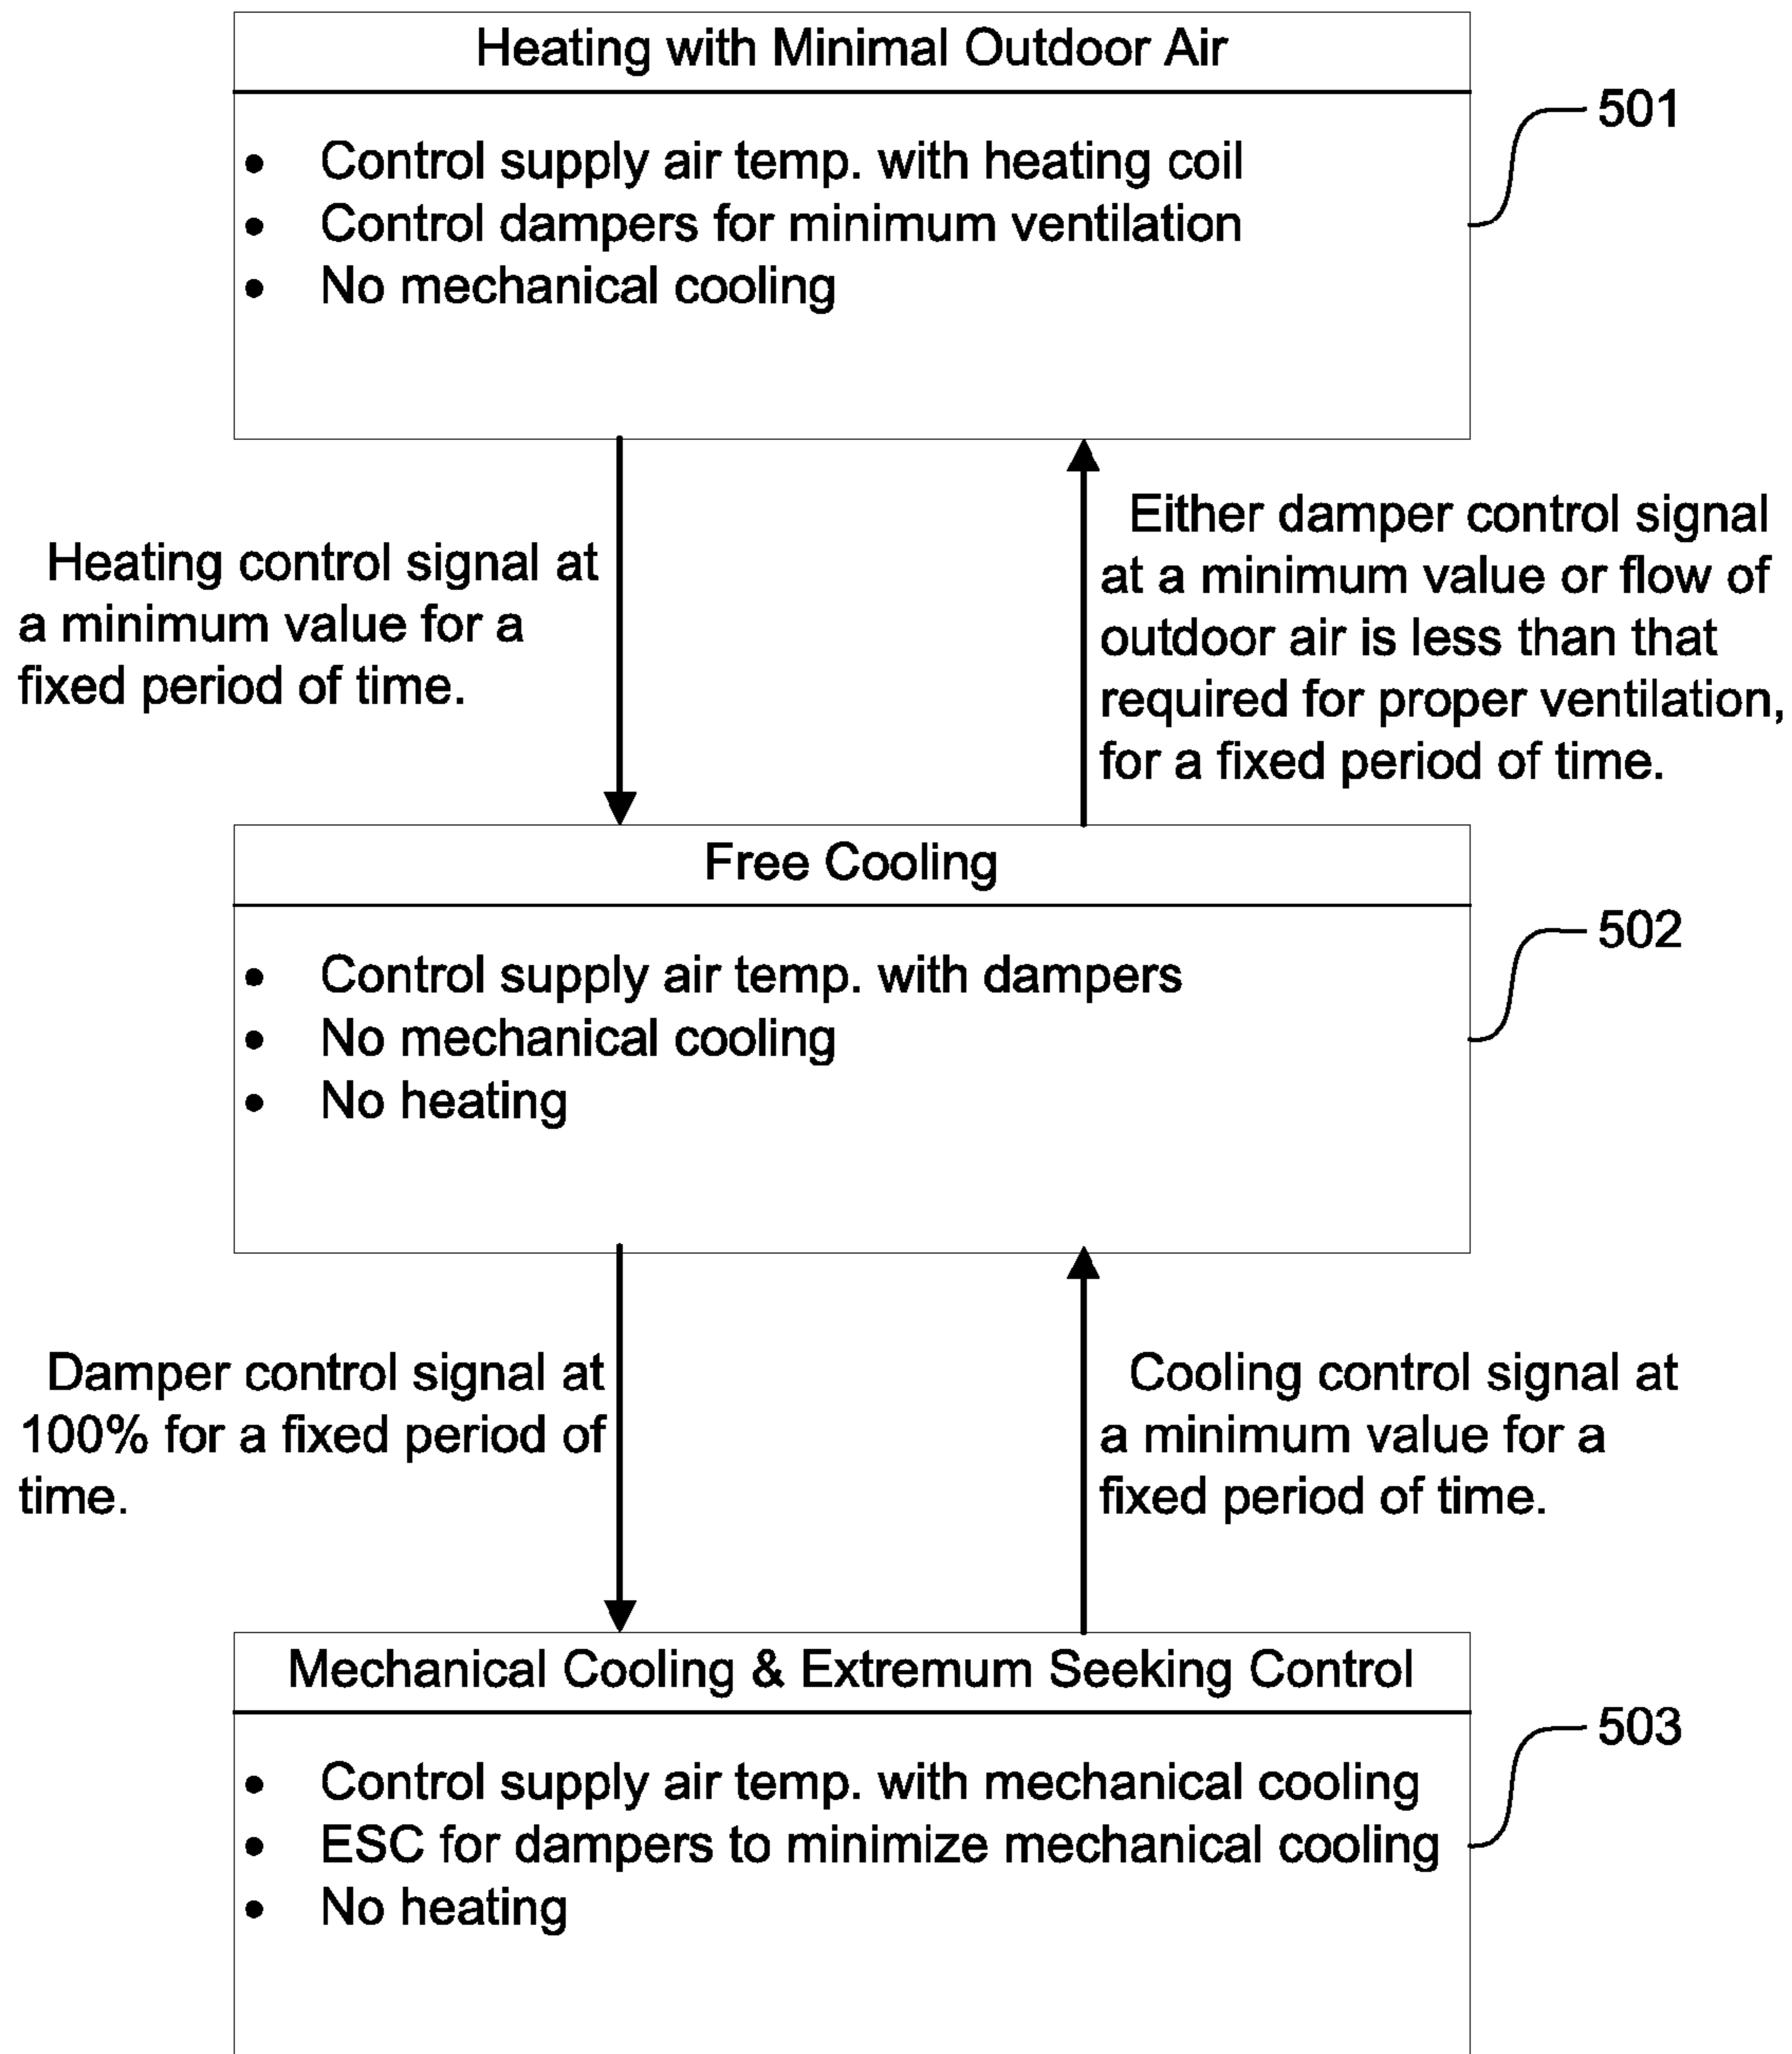 Heating with Minimal Outdoor Air
• Control supply air temp. with heating coil
• Control dampers for minimum ventilation
• No mechanical cooling
501
Heating control signal at
a minimum value for a
fixed period of time.
Either damper control signal
at a minimum value or flow of
outdoor air is less than that
required for proper ventilation,
for a fixed period of time.
Free Cooling
• Control supply air temp. with dampers
• No mechanical cooling
• No heating
502
Damper control signal at
100% for a fixed period of
time.
Cooling control signal at
a minimum value for a
fixed period of time.
Mechanical Cooling & Extremum Seeking Control
• Control supply air temp. with mechanical cooling
• ESC for dampers to minimize mechanical cooling
• No heating
503